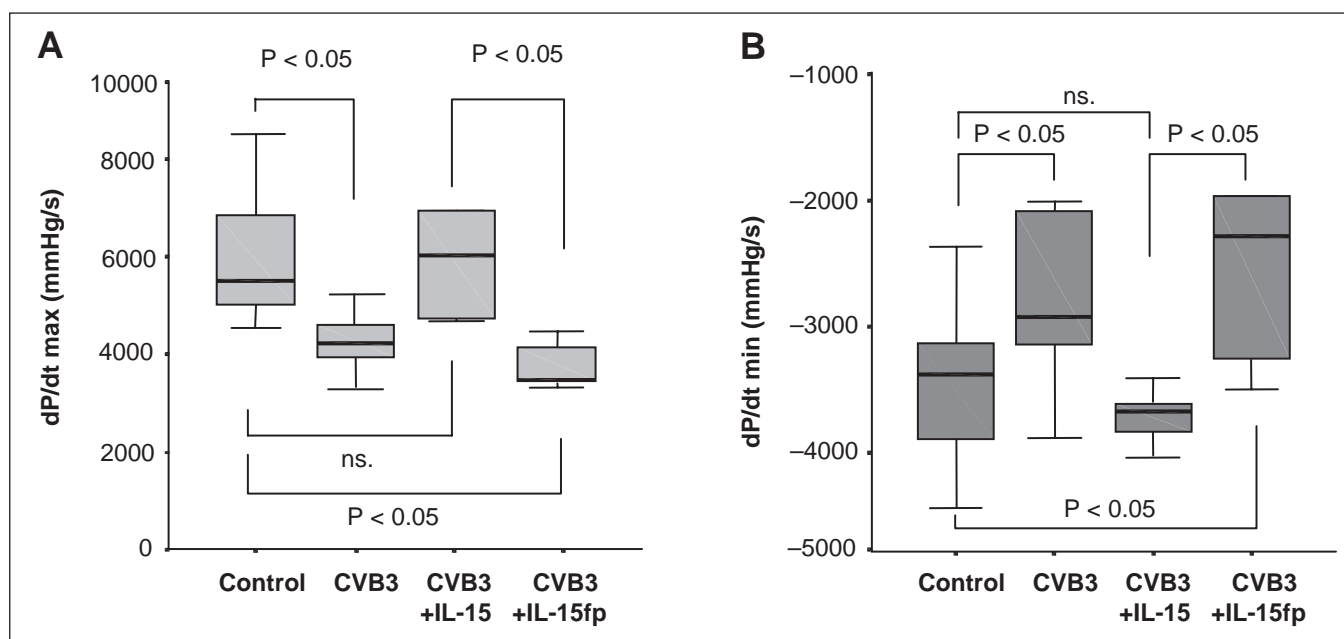 A
P < 0.05
P < 0.05
10000
8000
6000
4000
2000
0
dP/dt max (mmHg/s)
ns.
P < 0.05
Control
CVB3
CVB3
+IL-15
CVB3
+IL-15fp
B
–1000
–2000
–3000
–4000
–5000
dP/dt min (mmHg/s)
ns.
P < 0.05
P < 0.05
P < 0.05
Control
CVB3
CVB3
+IL-15
CVB3
+IL-15fp